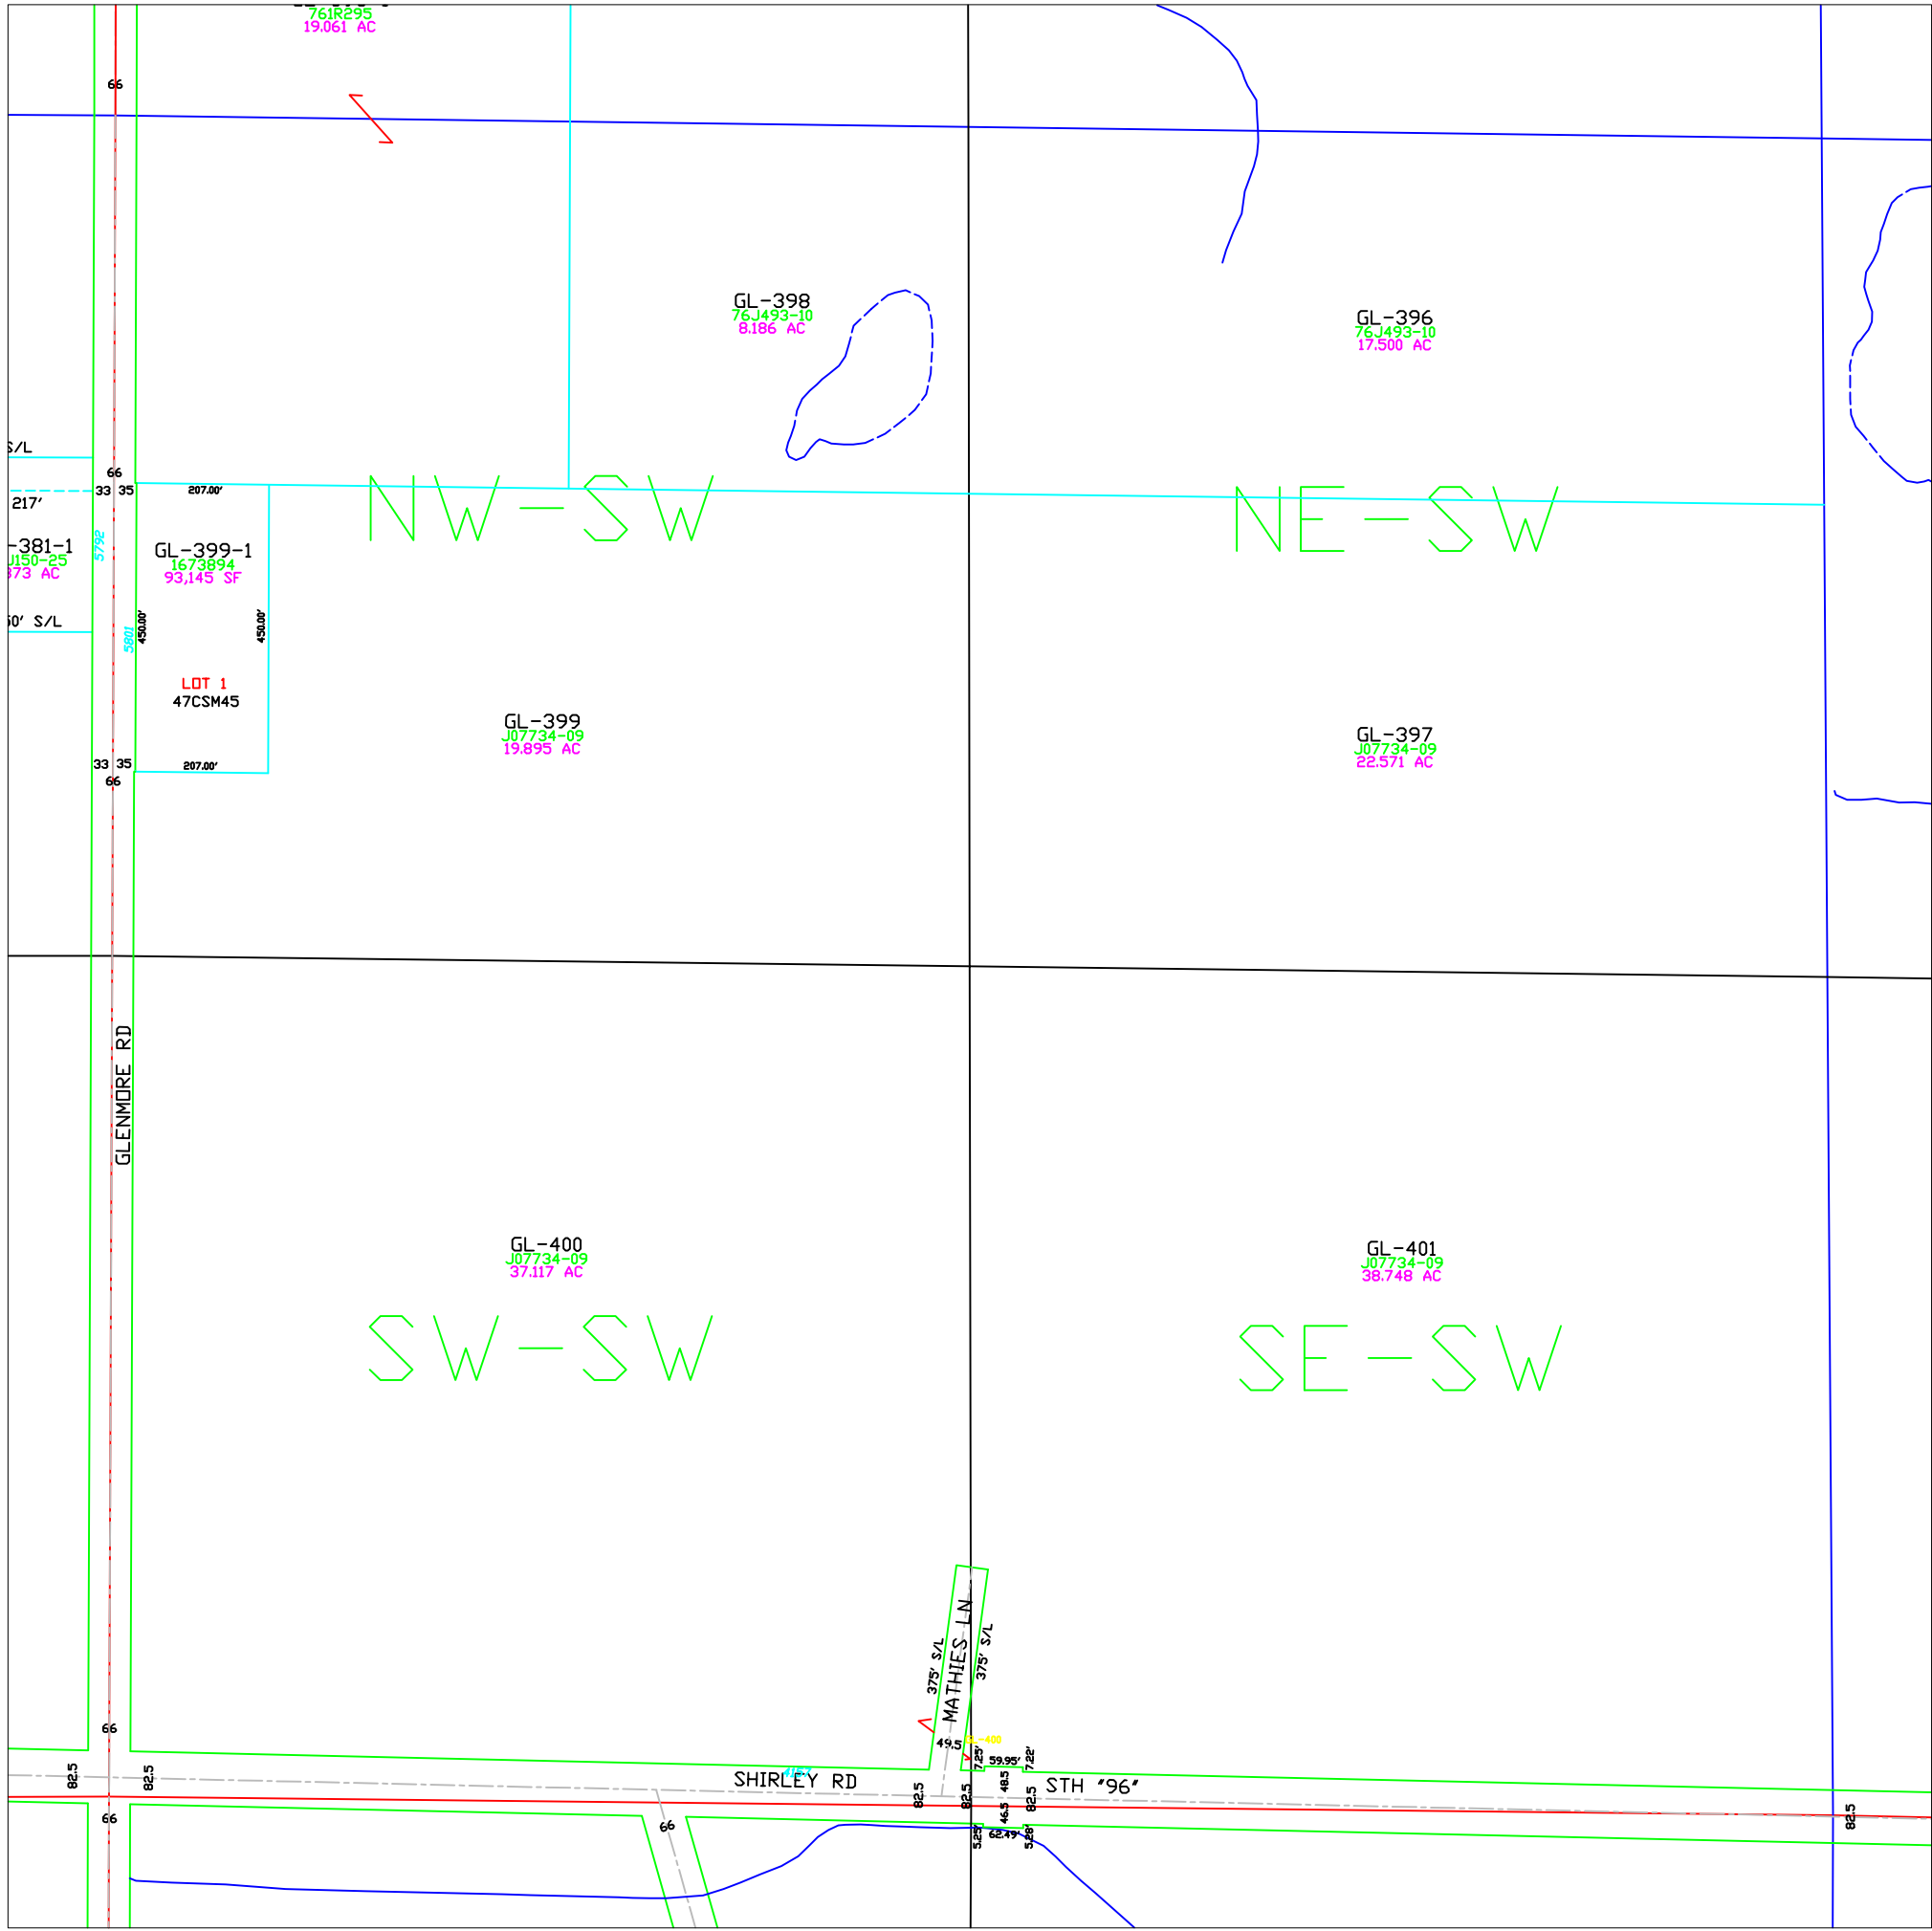 761R295
19.061 AC
66
GL-398
76J493-10
8.186 AC
GL-396
76J493-10
17.500 AC
S/L
66
33 35
207.00'
217'
NW-SW
NE-SW
5792
-381-1
J150-25
373 AC
GL-399-1
1673894
93,145 SF
450.00'
450.00'
50' S/L
5801
LOT 1
47CSM45
GL-399
J07734-09
19.895 AC
GL-397
J07734-09
22.571 AC
33 35
66
207.00'
GLENMORE RD
GL-400
J07734-09
37.117 AC
GL-401
J07734-09
38.748 AC
SW-SW
SE-SW
375' S/L
MATHIES LN
375' S/L
66
49.5
GL-400
7.25'
59.95'
7.22'
82.5
82.5
SHIRLEY RD
82.5
82.5
48.5
82.5
STH "96"
66
66
46.5
5.25'
62.49'
5.28'
82.5